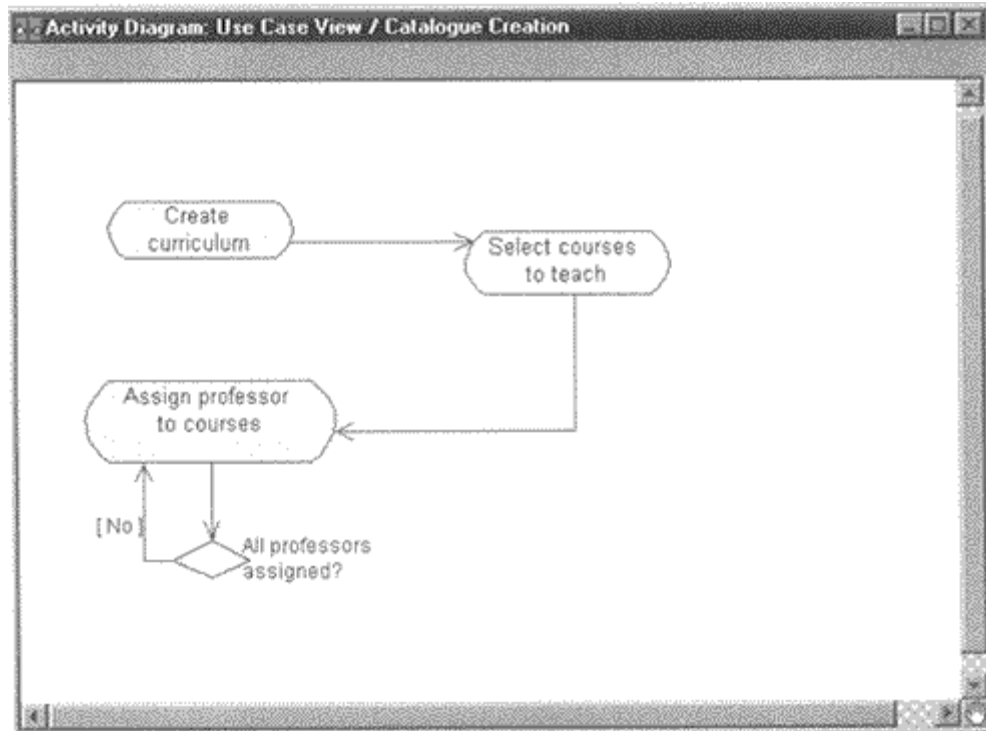 Activity Diagram: Use Case View / Catalogue Creation
Create
curriculum
Select courses
to teach
Assign professor
to courses
[ No ]
All professors
assigned?